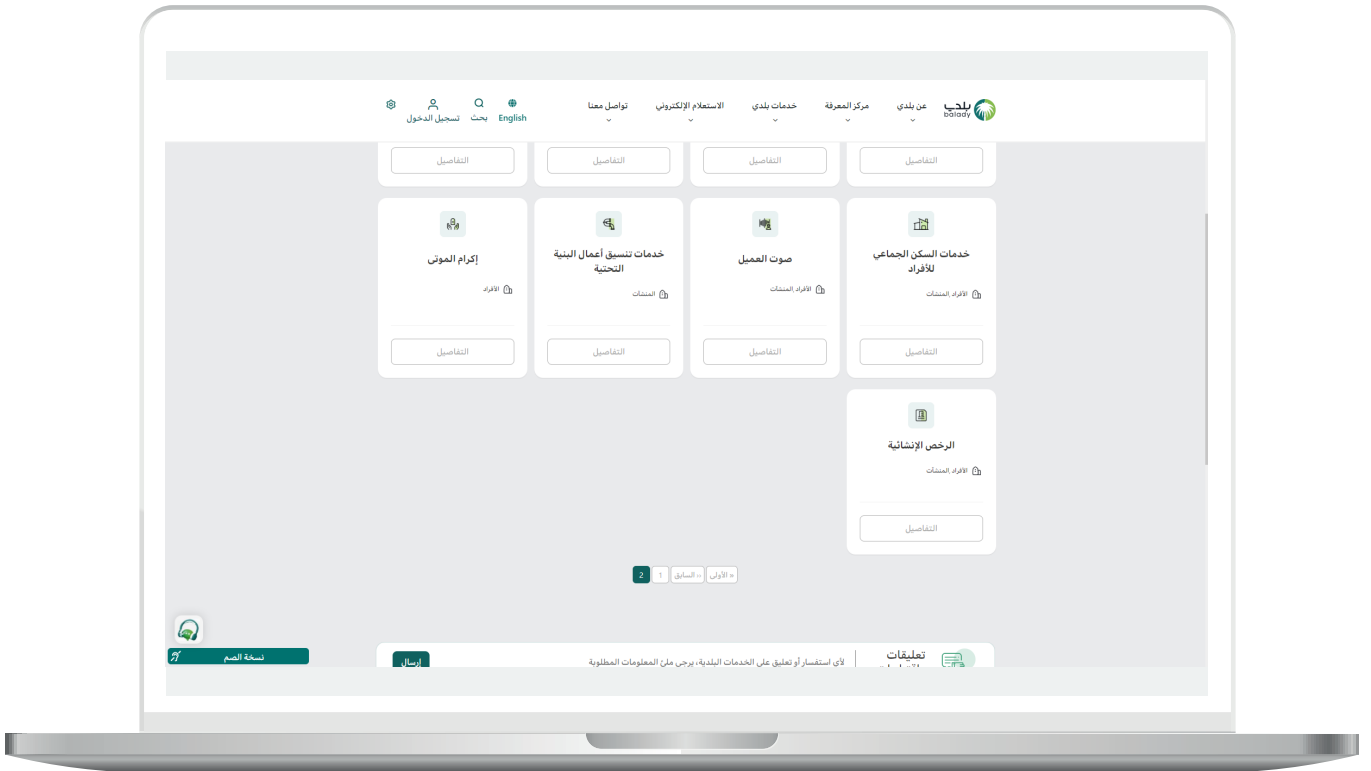 بلدي
balady
عن بلدي
مركز المعرفة
خدمات بلدي
الاستعلام الإلكتروني
تواصل معنا
English
بحث
تسجيل الدخول
التفاصيل
التفاصيل
التفاصيل
التفاصيل
خدمات السكن الجماعي
للأفراد
الأفراد ,المنشآت
التفاصيل
صوت العميل
الأفراد ,المنشآت
التفاصيل
خدمات تنسيق أعمال البنية
التحتية
المنشآت
التفاصيل
إكرام الموتى
الأفراد
التفاصيل
الرخص الإنشائية
الأفراد ,المنشآت
التفاصيل
« الأولى
‹‹ السابق
1
2
نسخة الصم
تعليقات
لأي استفسار أو تعليق على الخدمات البلدية، يرجى ملئ المعلومات المطلوبة
إرسال